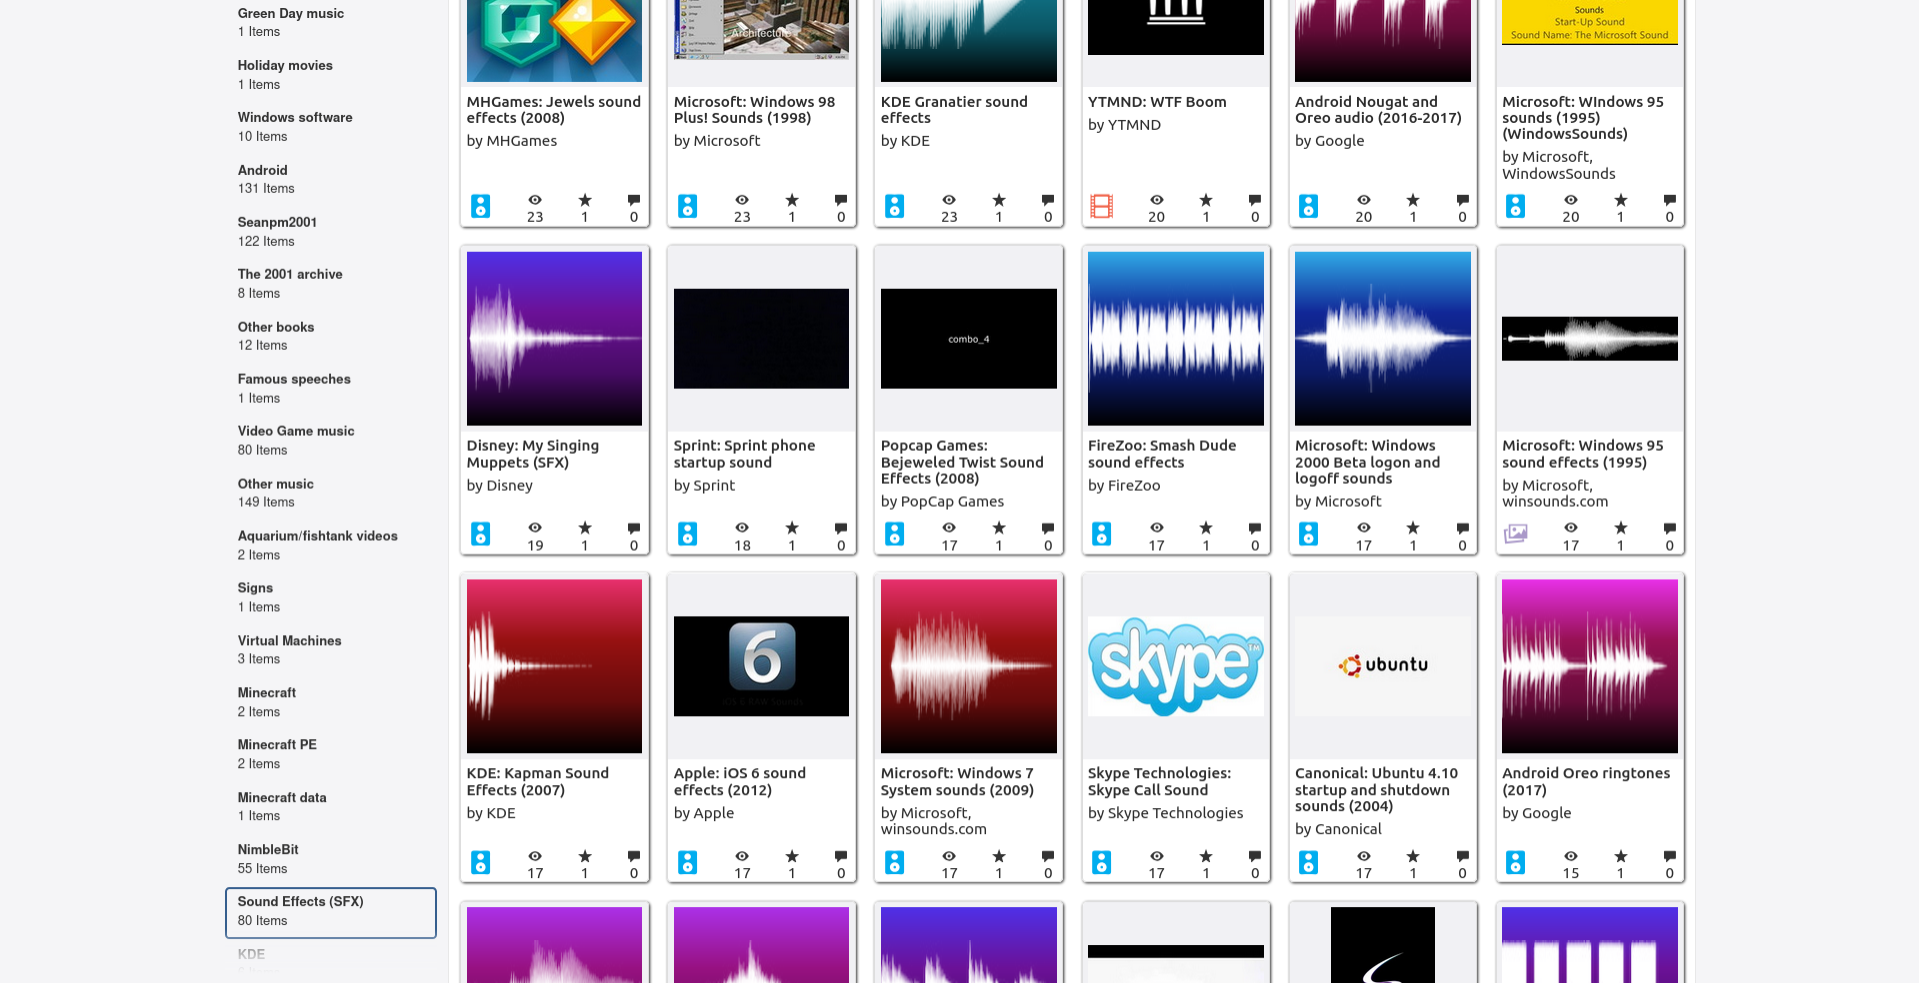 Green Day music
1 Items
Holiday movies
1 Items
Windows software
10 Items
Android
131 Items
Seanpm2001
122 Items
The 2001 archive
8 Items
Other books
12 Items
Famous speeches
1 Items
Video Game music
80 Items
Other music
149 Items
Aquarium/fishtank videos
2 Items
Signs
1 Items
Virtual Machines
3 Items
Minecraft
2 Items
Minecraft PE
2 Items
Minecraft data
1 Items
NimbleBit
55 Items
Sound Effects (SFX)
80 Items
KDE
Architecture
Sounds
Start-Up Sound
Sound Name: The Microsoft Sound
MHGames: Jewels sound
effects (2008)
by MHGames
23 1 0
Microsoft: Windows 98
Plus! Sounds (1998)
by Microsoft
23 1 0
KDE Granatier sound
effects
by KDE
23 1 0
YTMND: WTF Boom
by YTMND
20 1 0
Android Nougat and
Oreo audio (2016-2017)
by Google
20 1 0
Microsoft: WIndows 95
sounds (1995)
(WindowsSounds)
by Microsoft,
WindowsSounds
20 1 0
Disney: My Singing
Muppets (SFX)
by Disney
19 1 0
Sprint: Sprint phone
startup sound
by Sprint
18 1 0
combo_4
Popcap Games:
Bejeweled Twist Sound
Effects (2008)
by PopCap Games
17 1 0
FireZoo: Smash Dude
sound effects
by FireZoo
17 1 0
Microsoft: Windows
2000 Beta logon and
logoff sounds
by Microsoft
17 1 0
Microsoft: Windows 95
sound effects (1995)
by Microsoft,
winsounds.com
17 1 0
KDE: Kapman Sound
Effects (2007)
by KDE
17 1 0
6
iOS 6 RAW Sounds
Apple: iOS 6 sound
effects (2012)
by Apple
17 1 0
Microsoft: Windows 7
System sounds (2009)
by Microsoft,
winsounds.com
17 1 0
skype TM
Skype Technologies:
Skype Call Sound
by Skype Technologies
17 1 0
ubuntu
Canonical: Ubuntu 4.10
startup and shutdown
sounds (2004)
by Canonical
17 1 0
Android Oreo ringtones
(2017)
by Google
15 1 0